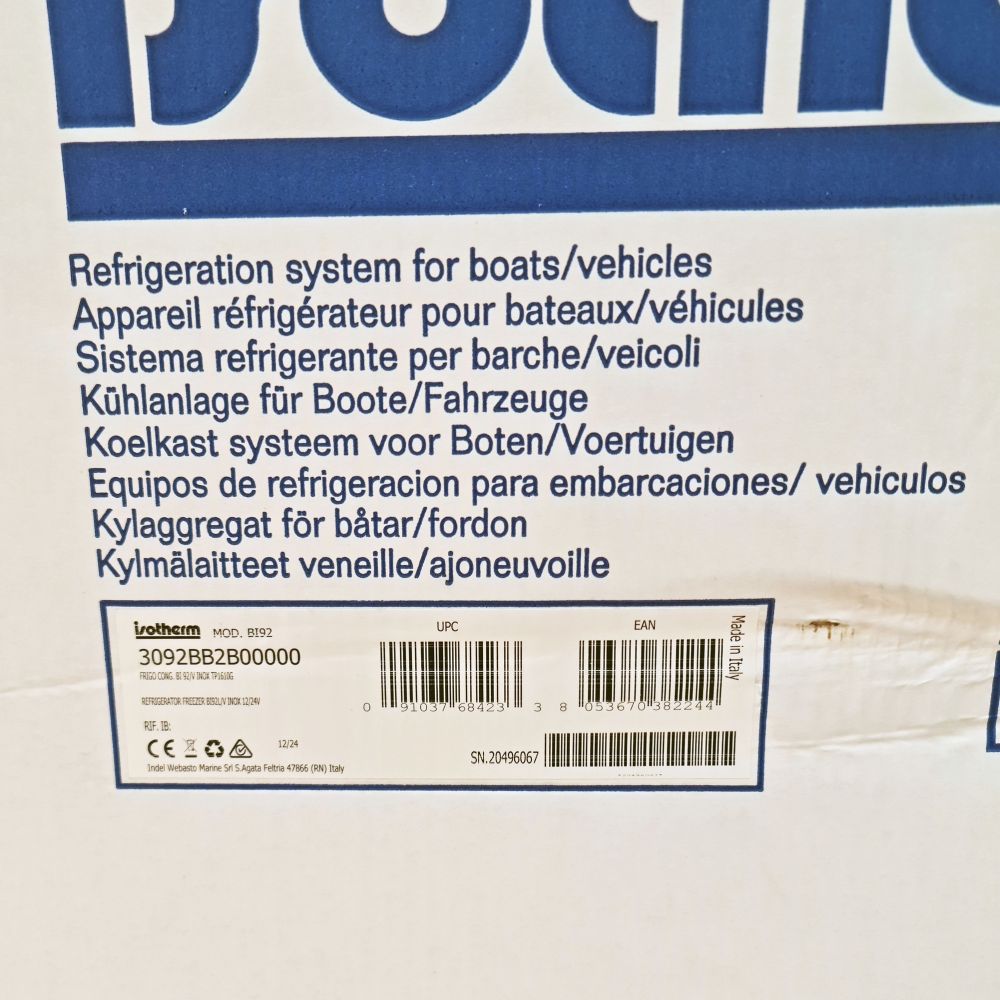 isothe
Refrigeration system for boats/vehicles
Appareil réfrigérateur pour bateaux/véhicules
Sistema refrigerante per barche/veicoli
Kühlanlage für Boote/Fahrzeuge
Koelkast systeem voor Boten/Voertuigen
Equipos de refrigeracion para embarcaciones/ vehiculos
Kylaggregat för båtar/fordon
Kylmälaitteet veneille/ajoneuvoille
isotherm MOD. BI92
3092BB2B00000
FRIGO CONG. BI 92/V INOX TP1610G
REFRIGERATOR FREEZER BI92L/V INOX 12/24V
RIF. IB:
CE 12/24
Indel Webasto Marine Srl S.Agata Feltria 47866 (RN) Italy
UPC
0 91037 68423 3
EAN
8 053670 382244
Made in Italy
SN.20496067